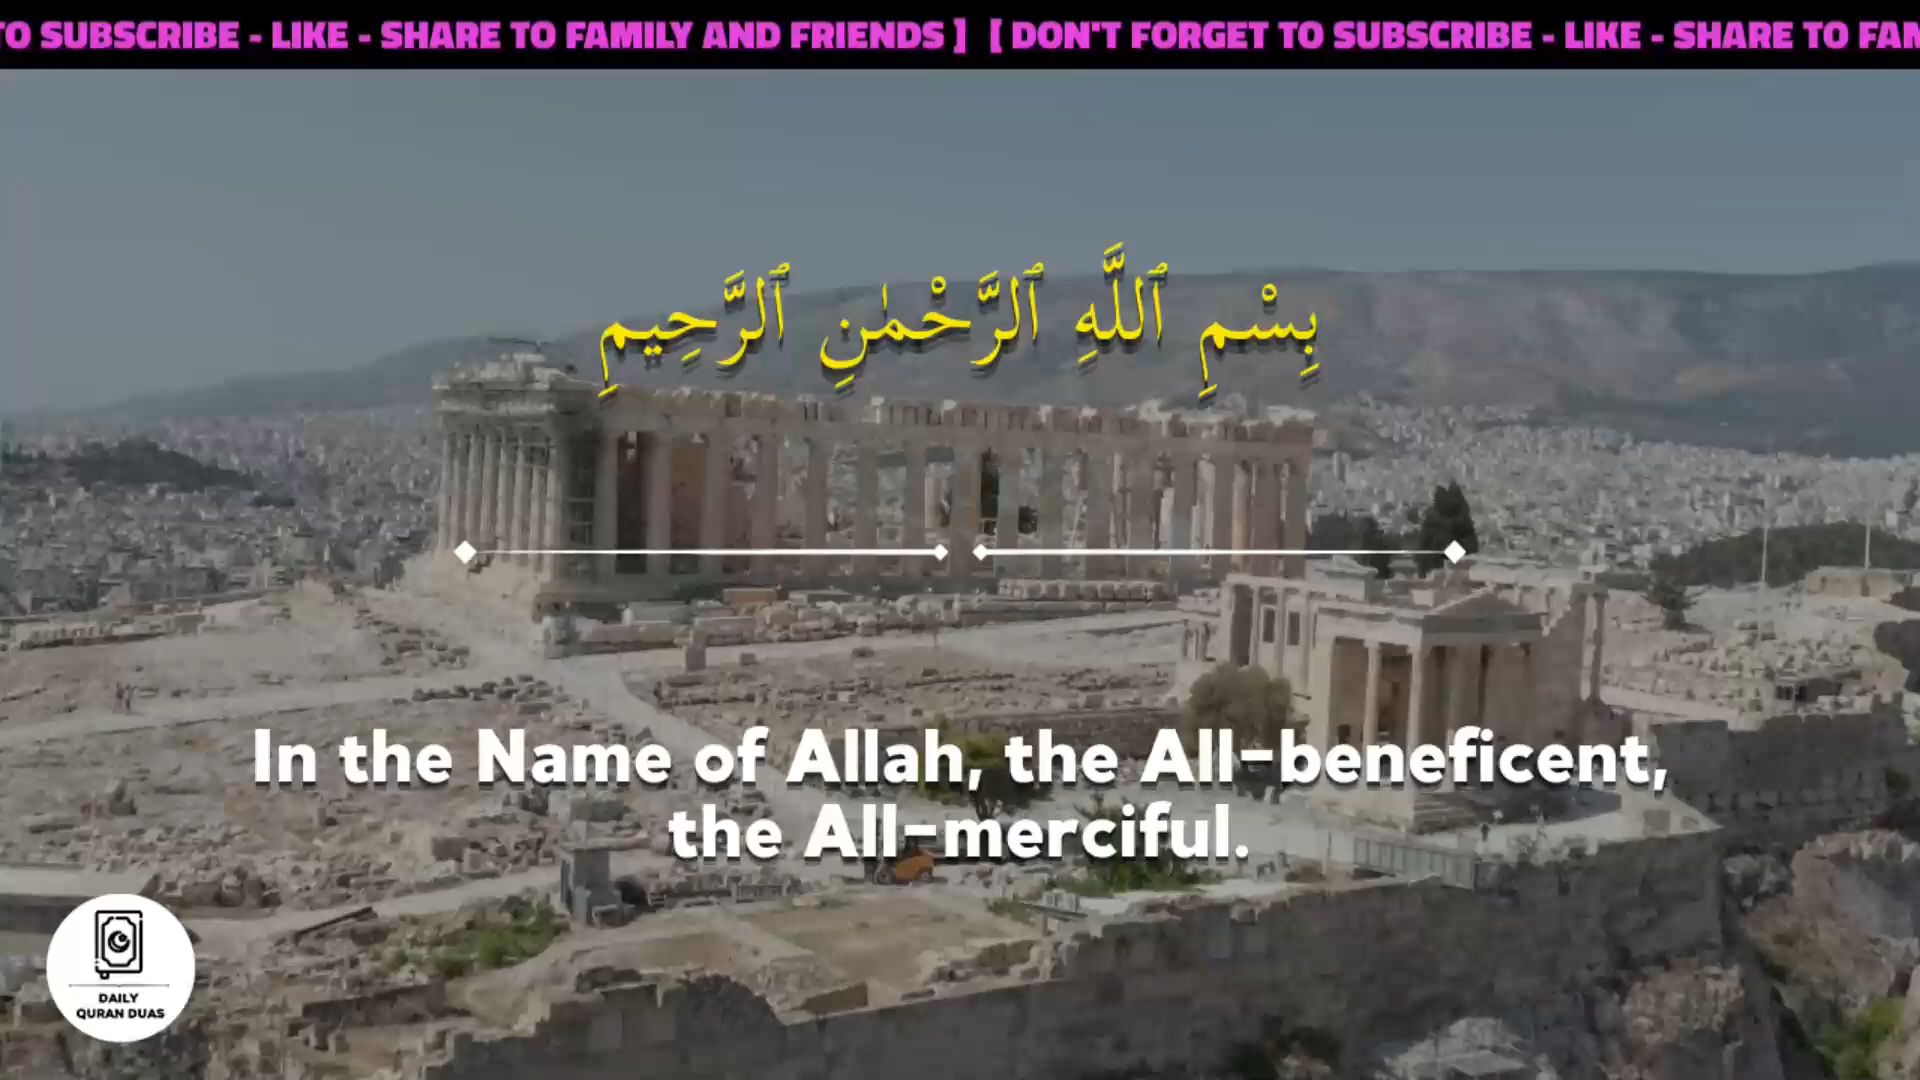 TO SUBSCRIBE - LIKE - SHARE TO FAMILY AND FRIENDS ] [ DON'T FORGET TO SUBSCRIBE - LIKE - SHARE TO FAM
بِسْمِ ٱللَّهِ ٱلرَّحْمٰنِ ٱلرَّحِيمِ
In the Name of Allah, the All-beneficent,
the All-merciful.
DAILY
QURAN DUAS